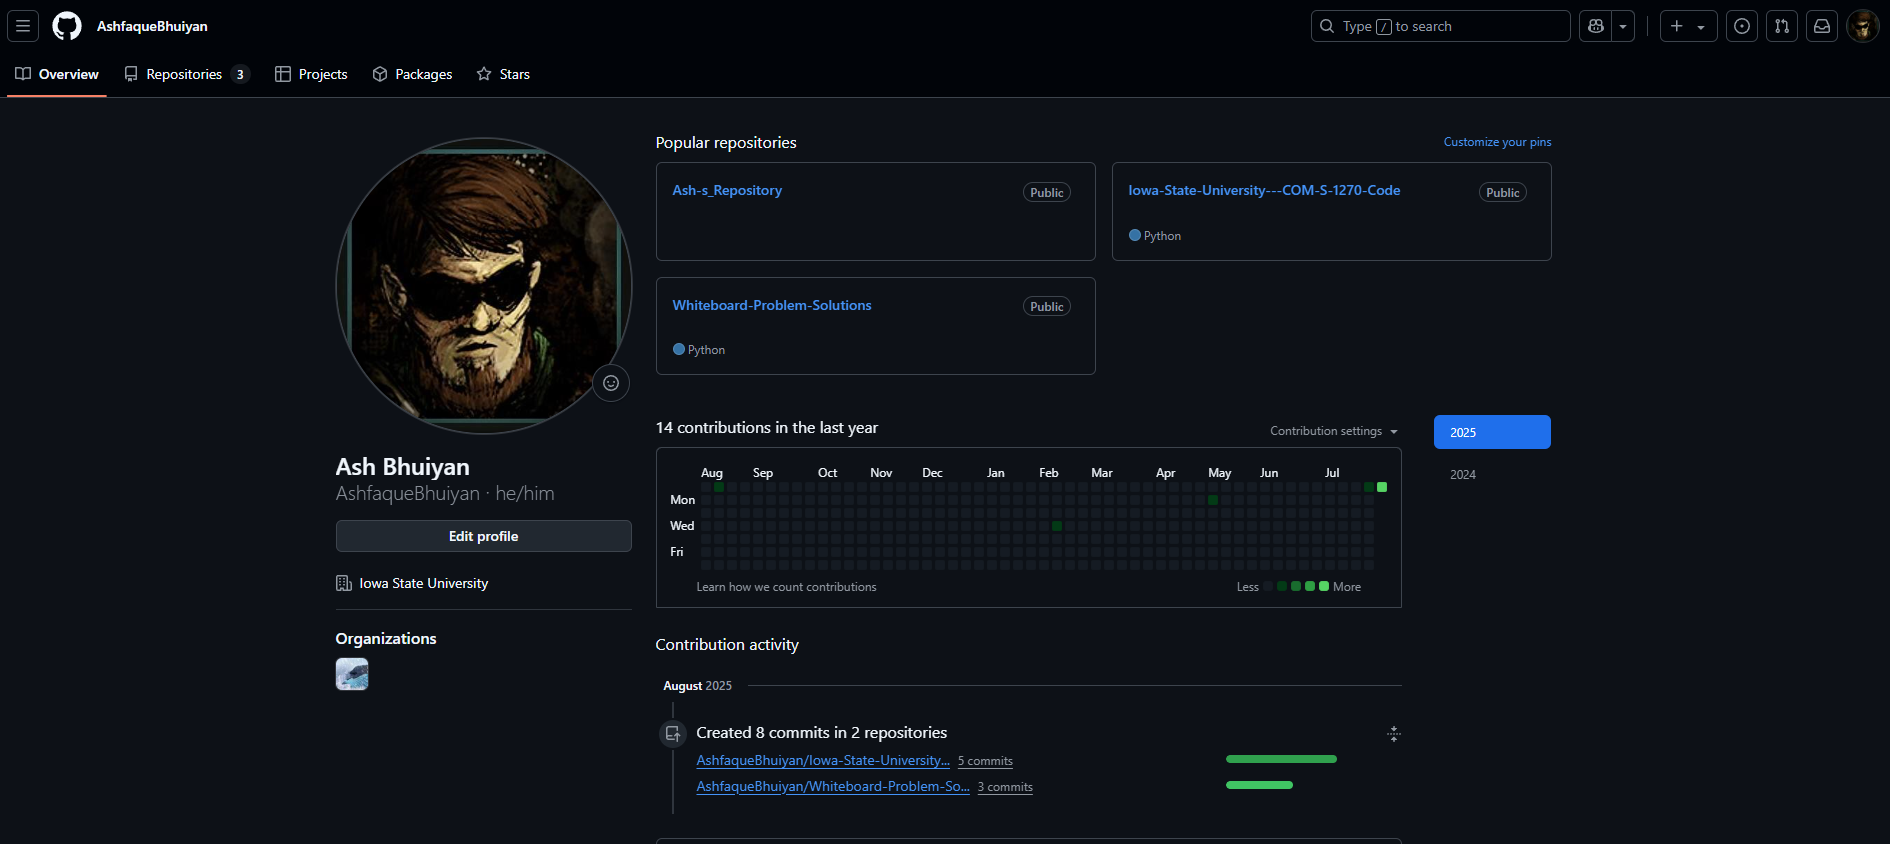 AshfaqueBhuiyan
Type / to search
Overview
Repositories 3
Projects
Packages
Stars
Popular repositories
Customize your pins
Ash-s_Repository
Public
Iowa-State-University---COM-S-1270-Code
Public
Python
Whiteboard-Problem-Solutions
Public
Python
Ash Bhuiyan
AshfaqueBhuiyan · he/him
Edit profile
Iowa State University
Organizations
14 contributions in the last year
Contribution settings
2025
2024
Aug Sep Oct Nov Dec Jan Feb Mar Apr May Jun Jul
Mon
Wed
Fri
Learn how we count contributions
Less More
Contribution activity
August 2025
Created 8 commits in 2 repositories
AshfaqueBhuiyan/Iowa-State-University... 5 commits
AshfaqueBhuiyan/Whiteboard-Problem-So... 3 commits